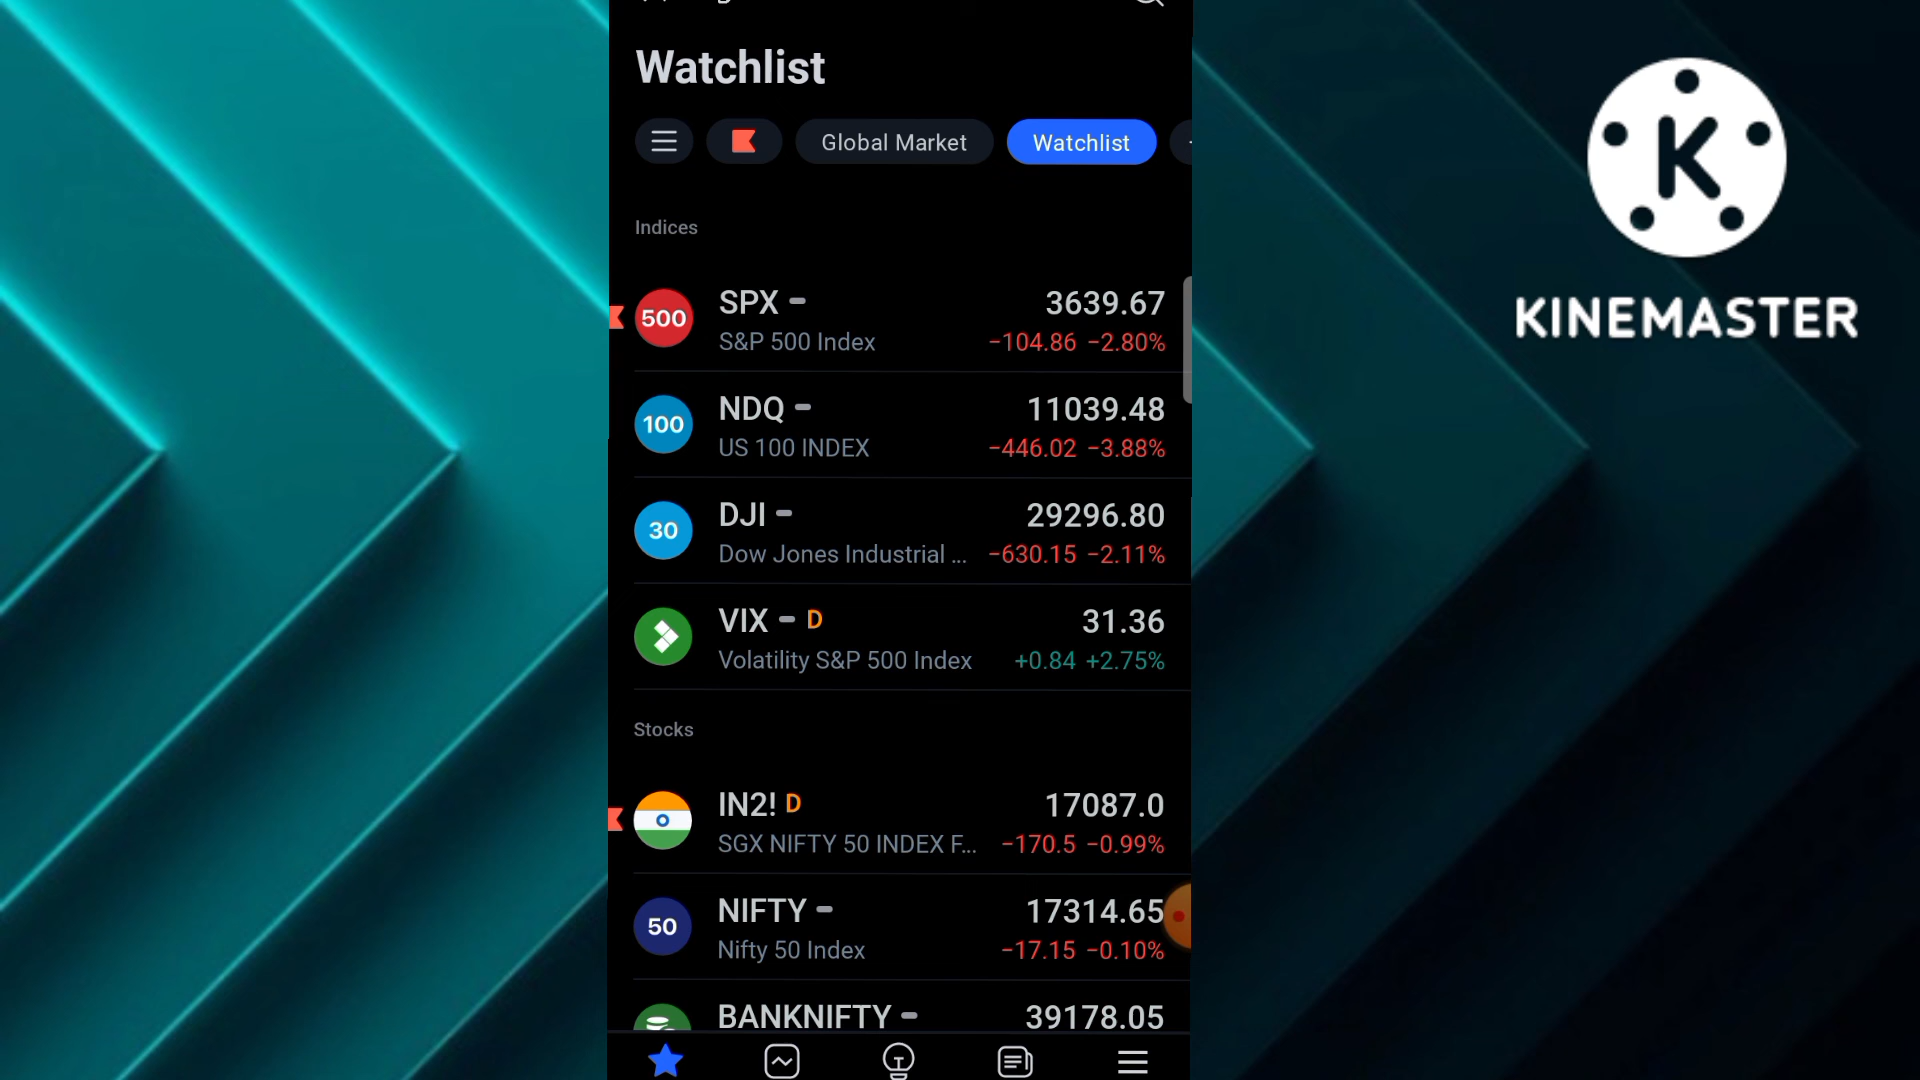 Watchlist
Global Market
Watchlist
Indices
500
SPX
3639.67
S&P 500 Index
−104.86 −2.80%
100
NDQ
11039.48
US 100 INDEX
−446.02 −3.88%
30
DJI
29296.80
Dow Jones Industrial ...
−630.15 −2.11%
VIX D
31.36
Volatility S&P 500 Index
+0.84 +2.75%
Stocks
IN2! D
17087.0
SGX NIFTY 50 INDEX F...
−170.5 −0.99%
50
NIFTY
17314.65
Nifty 50 Index
−17.15 −0.10%
BANKNIFTY
39178.05
K
KINEMASTER